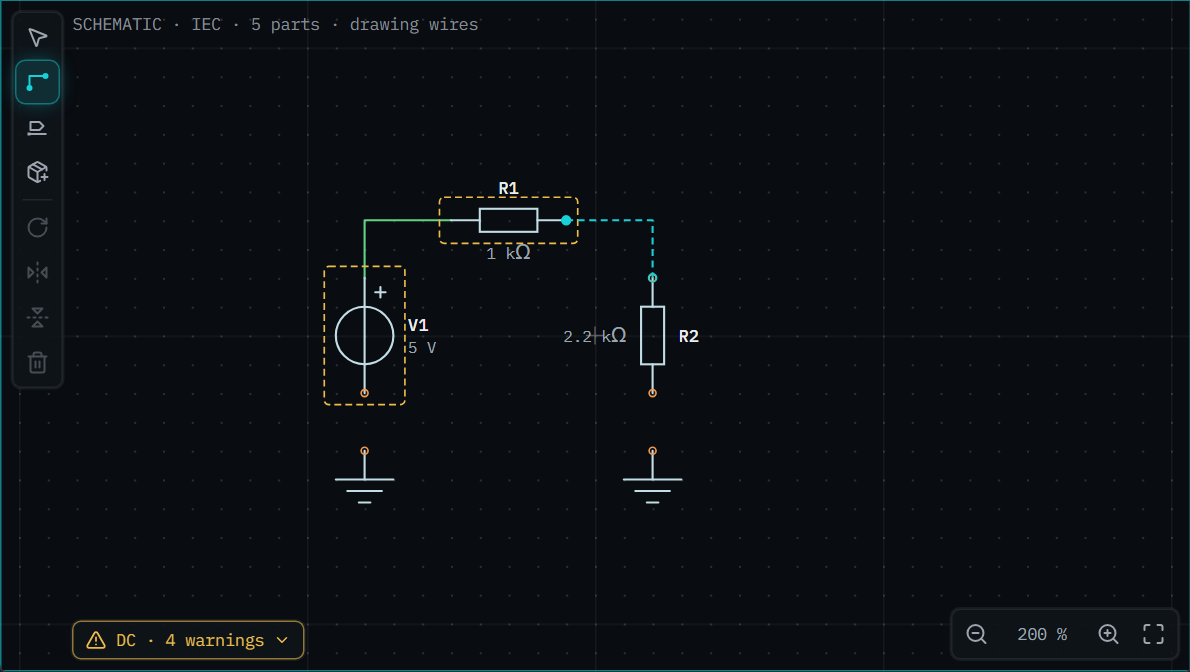 SCHEMATIC · IEC · 5 parts · drawing wires
R1
1 kΩ
+
V1
5 V
2.2 kΩ
R2
DC · 4 warnings
200 %